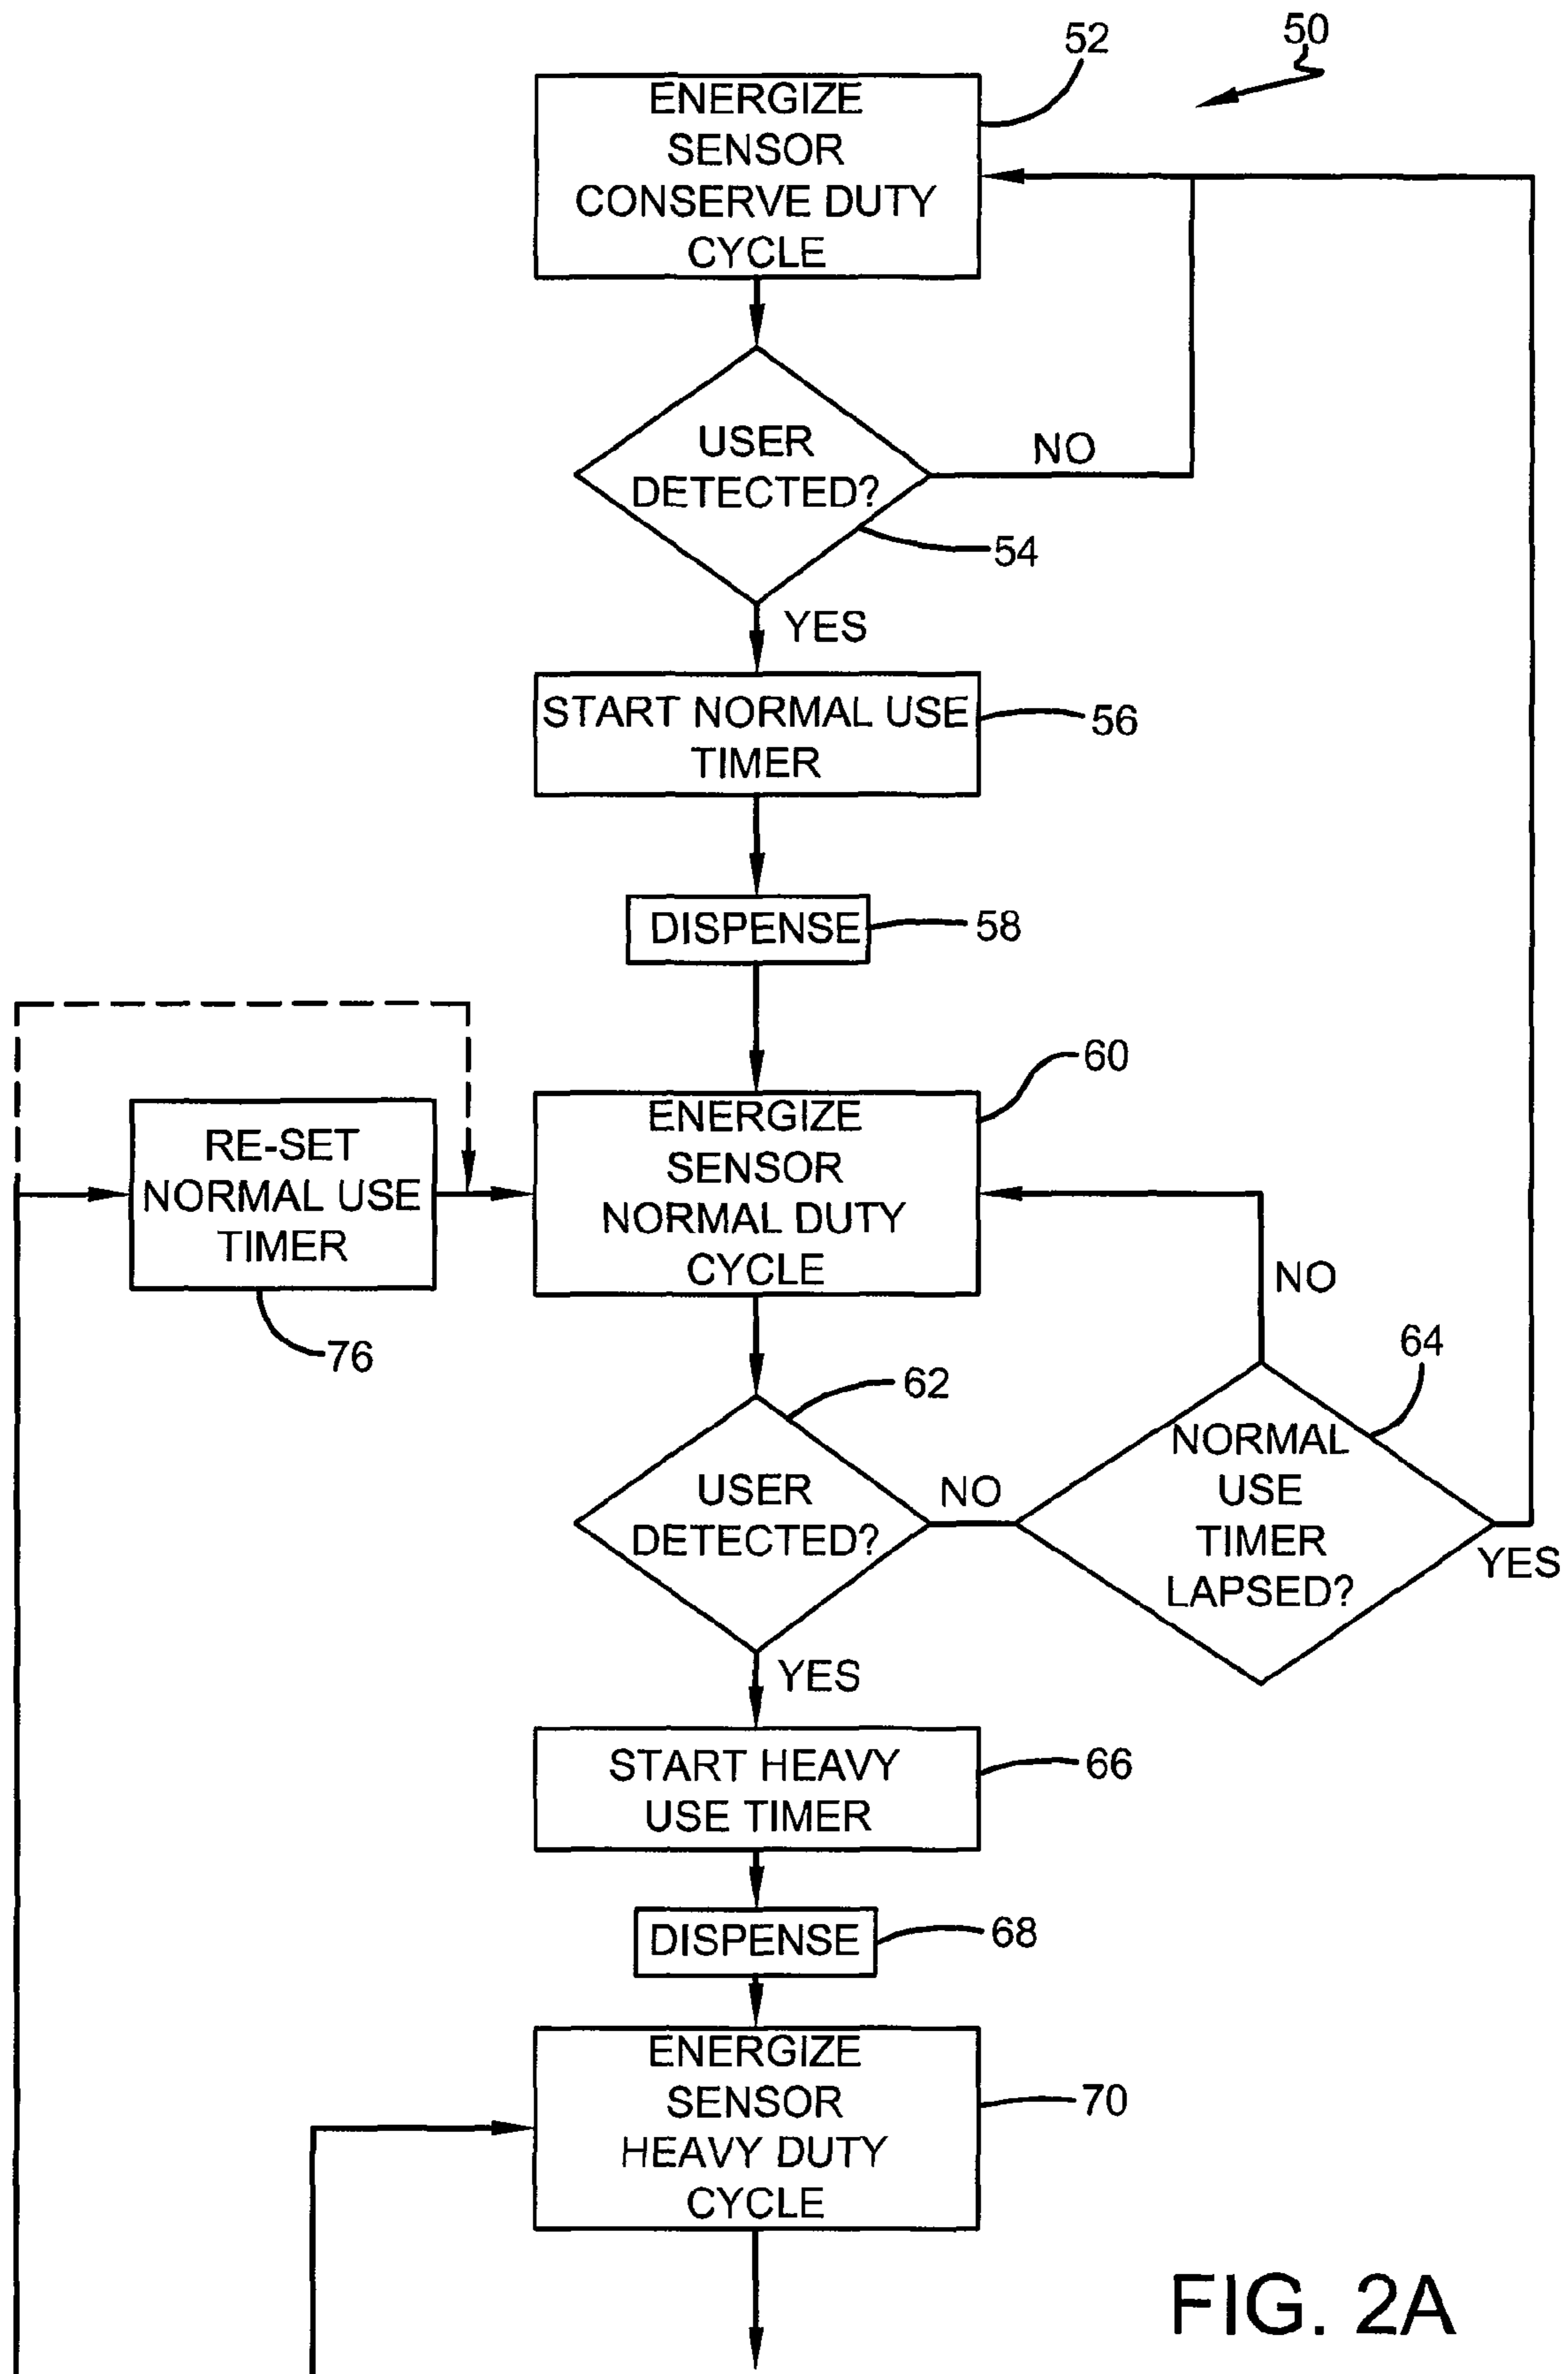 50
52
ENERGIZE
SENSOR
CONSERVE DUTY
CYCLE
USER
DETECTED?
NO
54
YES
START NORMAL USE
TIMER
56
DISPENSE
58
60
ENERGIZE
SENSOR
NORMAL DUTY
CYCLE
RE-SET
NORMAL USE
TIMER
76
NO
64
62
USER
DETECTED?
NO
NORMAL
USE
TIMER
LAPSED?
YES
YES
START HEAVY
USE TIMER
66
DISPENSE
68
ENERGIZE
SENSOR
HEAVY DUTY
CYCLE
70
FIG. 2A